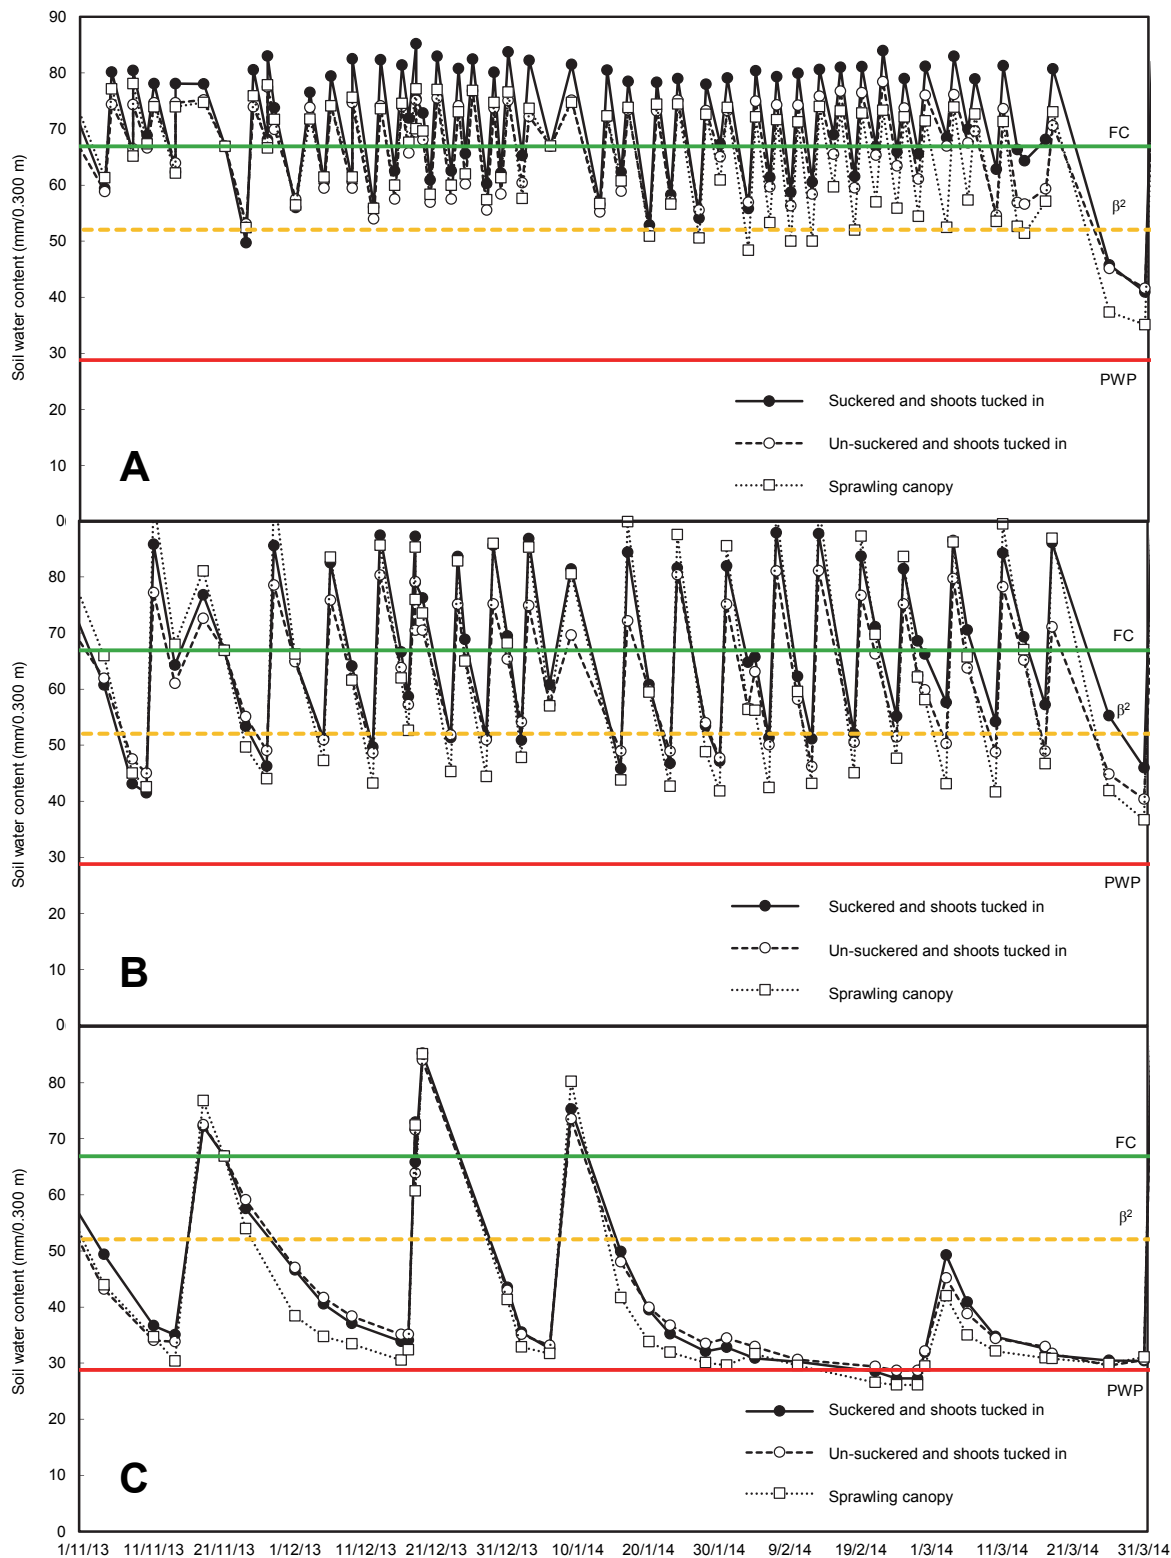 90
80
70
60
50
40
30
20
10
0
Soil water content (mm/0.300 m)
FC
β²
PWP
Suckered and shoots tucked in
Un-suckered and shoots tucked in
Sprawling canopy
A
80
70
60
50
40
30
20
10
0
Soil water content (mm/0.300 m)
FC
β²
PWP
Suckered and shoots tucked in
Un-suckered and shoots tucked in
Sprawling canopy
B
80
70
60
50
40
30
20
10
0
Soil water content (mm/0.300 m)
FC
β²
PWP
Suckered and shoots tucked in
Un-suckered and shoots tucked in
Sprawling canopy
C
1/11/13 11/11/13 21/11/13 1/12/13 11/12/13 21/12/13 31/12/13 10/1/14 20/1/14 30/1/14 9/2/14 19/2/14 1/3/14 11/3/14 21/3/14 31/3/14